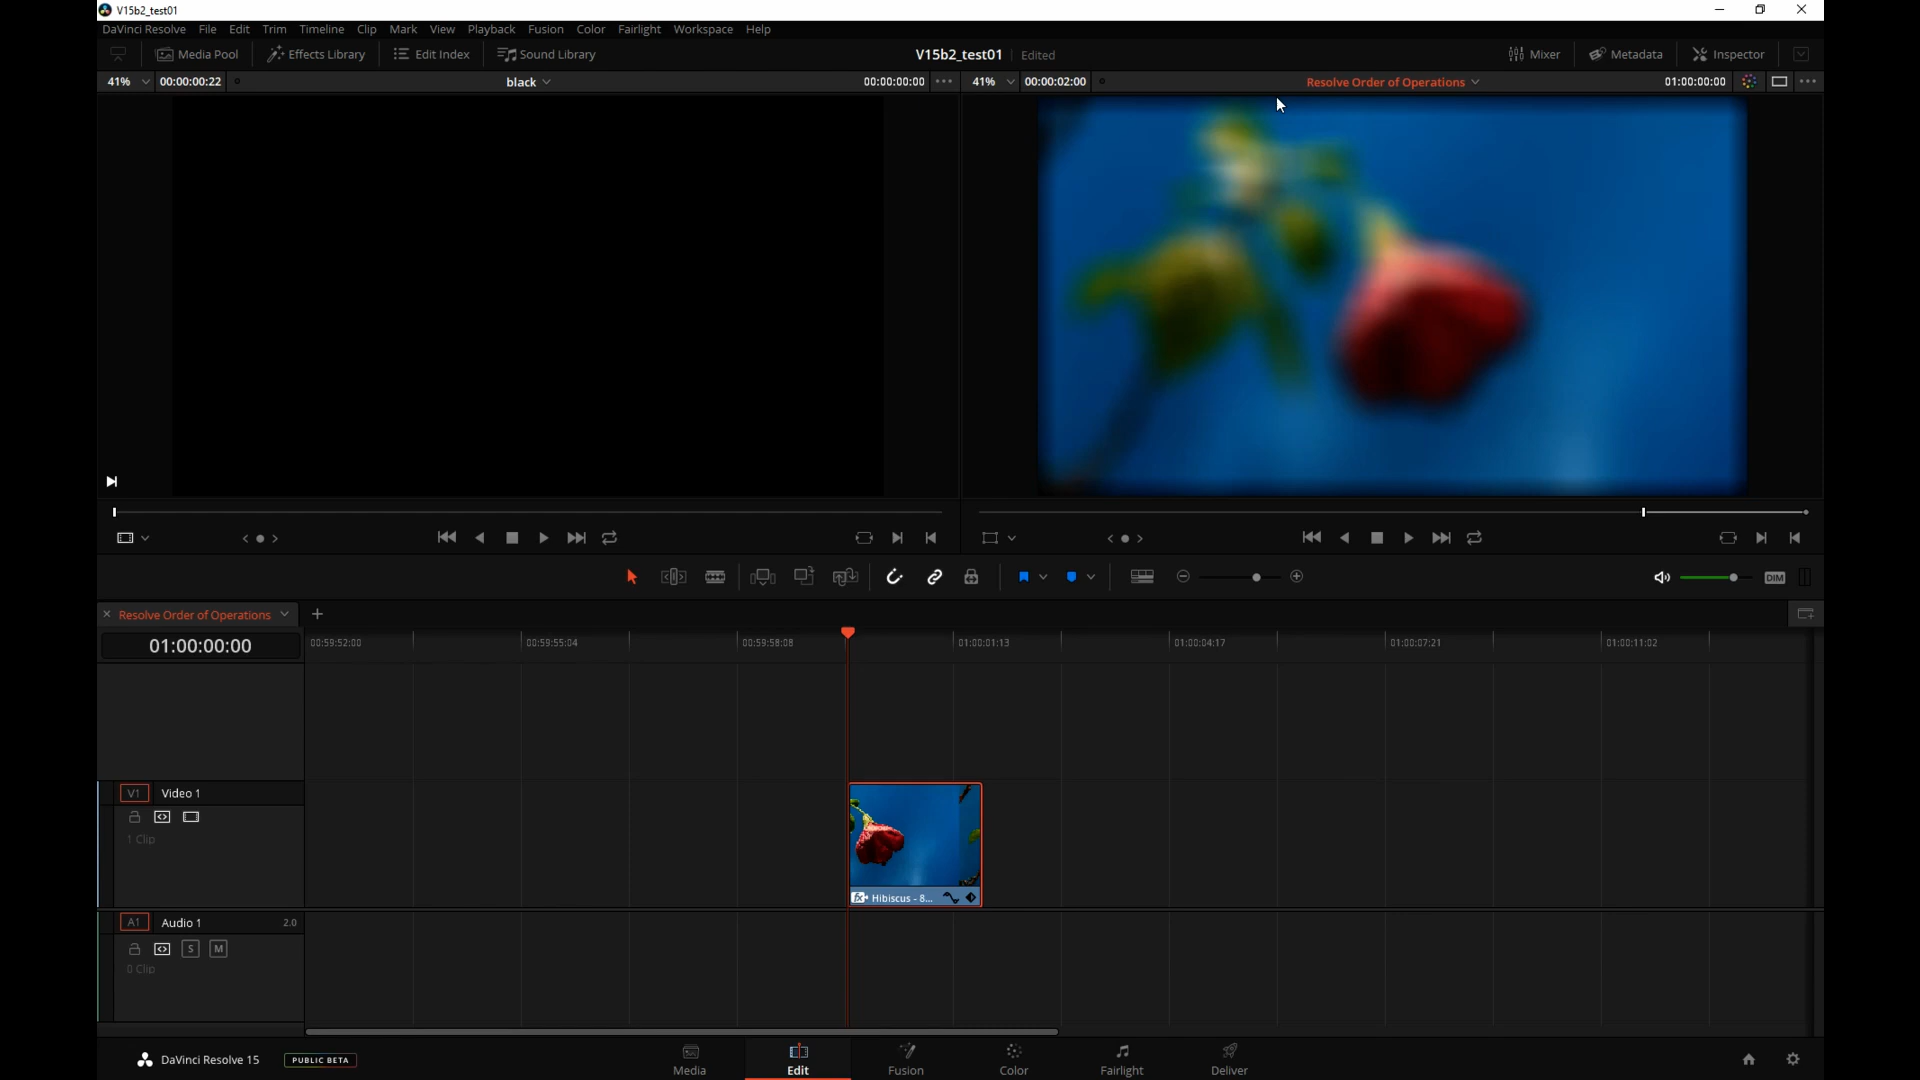 V15b2_test01
DaVinci Resolve File Edit Trim Timeline Clip Mark View Playback Fusion Color Fairlight Workspace Help
Media Pool Effects Library Edit Index Sound Library V15b2_test01 Edited Mixer Metadata Inspector
41% 00:00:00:22 black 00:00:00:00 41% 00:00:02:00 Resolve Order of Operations 01:00:00:00
DIM
Resolve Order of Operations
01:00:00:00 00:59:52:00 00:59:55:04 00:59:58:08 01:00:01:13 01:00:04:17 01:00:07:21 01:00:11:02
V1 Video 1
1 Clip
fx Hibiscus - 8...
A1 Audio 1 2.0
S M
0 Clip
DaVinci Resolve 15 PUBLIC BETA Media Edit Fusion Color Fairlight Deliver